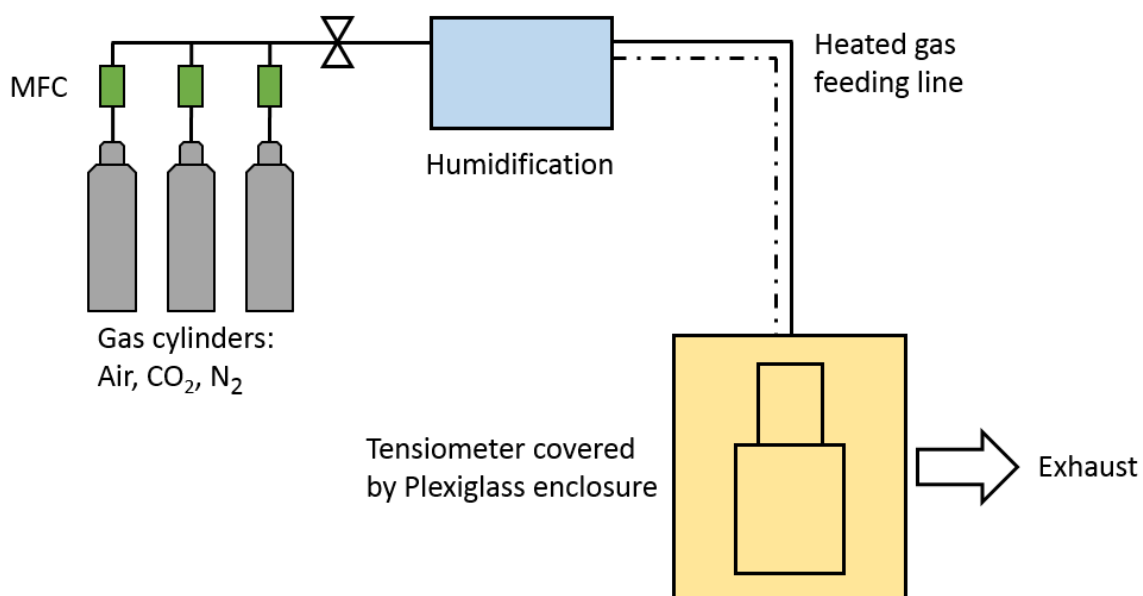 MFC
Gas cylinders:
Air, CO₂, N₂
Humidification
Heated gas
feeding line
Tensiometer covered
by Plexiglass enclosure
Exhaust